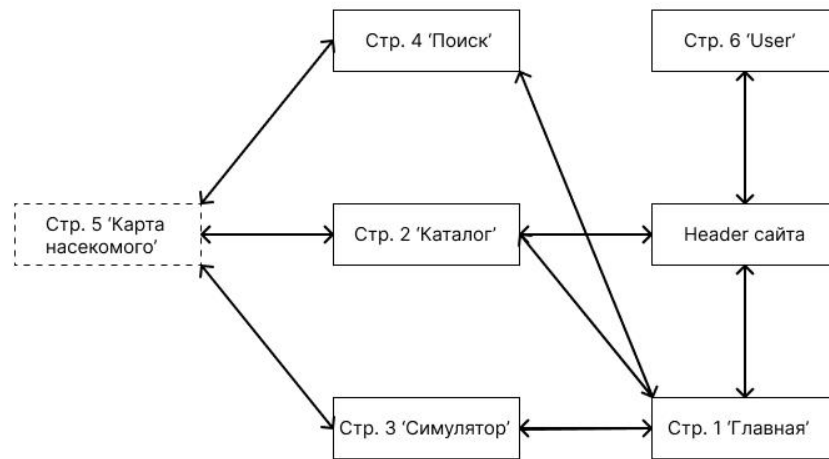 Стр. 4 ‘Поиск’
Стр. 6 ‘User’
Стр. 5 ‘Карта
насекомого’
Стр. 2 ‘Каталог’
Header сайта
Стр. 3 ‘Симулятор’
Стр. 1 ‘Главная’